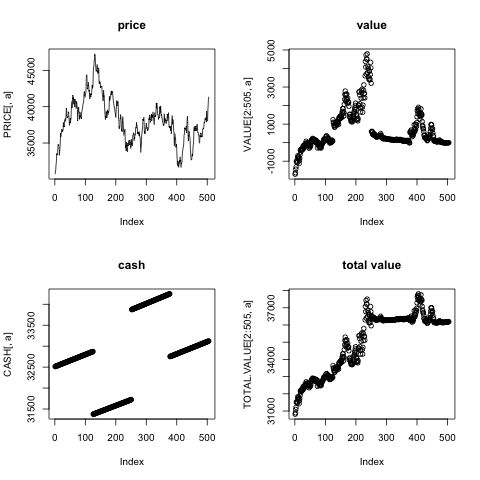 price
PRICE[, a]
35000 40000 45000
0 100 200 300 400 500
Index
value
VALUE[2:505, a]
-1000 1000 3000 5000
0 100 200 300 400 500
Index
cash
CASH[, a]
31500 32500 33500
0 100 200 300 400 500
Index
total value
TOTAL.VALUE[2:505, a]
31000 34000 37000
0 100 200 300 400 500
Index